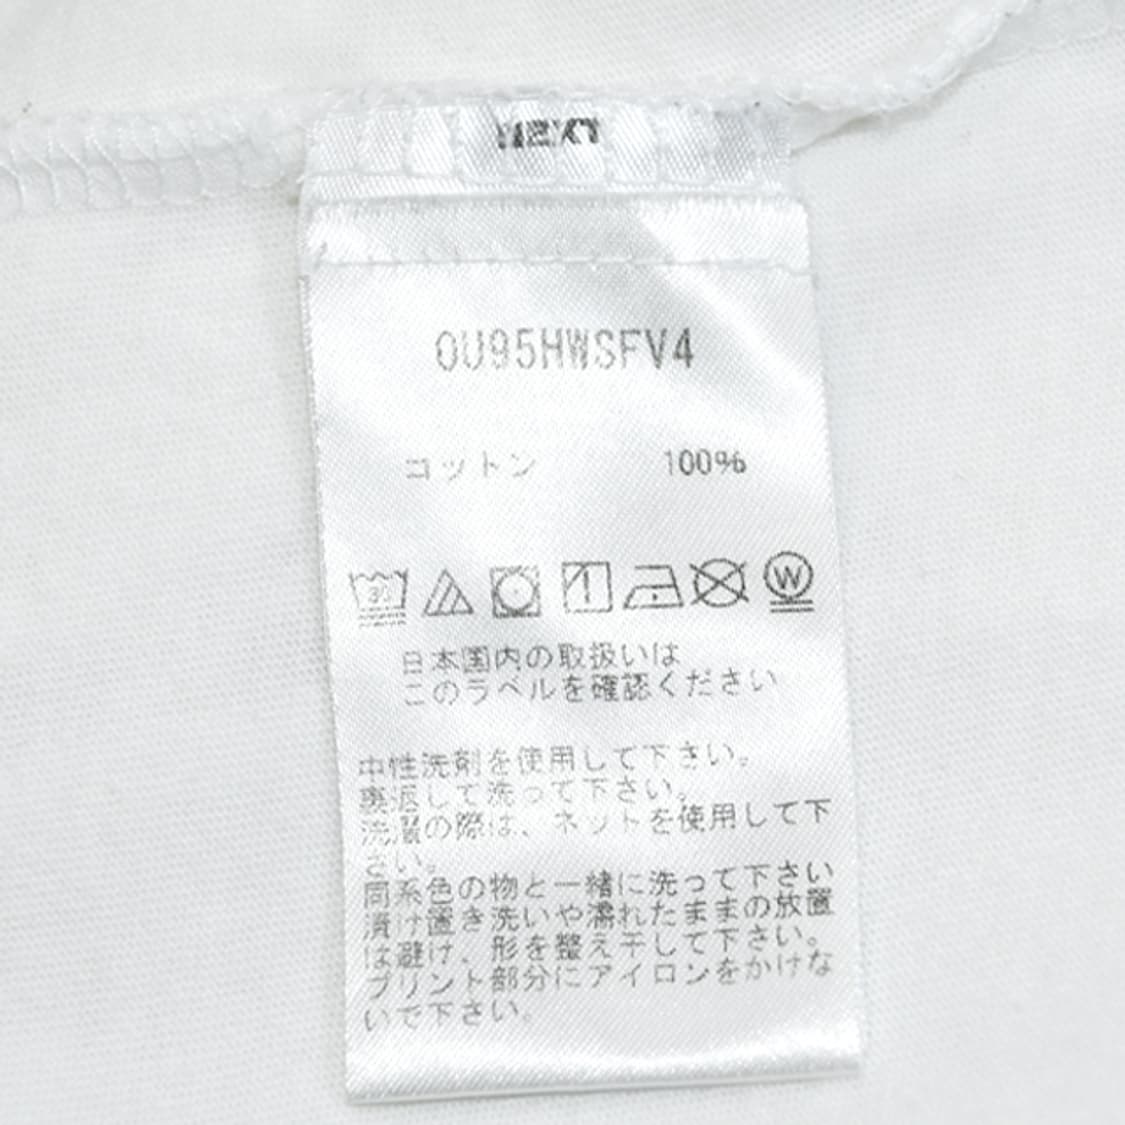 NEXT
0U95HWSFV4
コットン 100%
30
W
日本国内の取扱いは
このラベルを確認ください
中性洗剤を使用して下さい。
裏返して洗って下さい。
洗濯の際は、ネットを使用して下
さい。
同系色の物と一緒に洗って下さい
漬け置き洗いや濡れたままの放置
は避け、形を整え干して下さい。
プリント部分にアイロンをかけな
いで下さい。